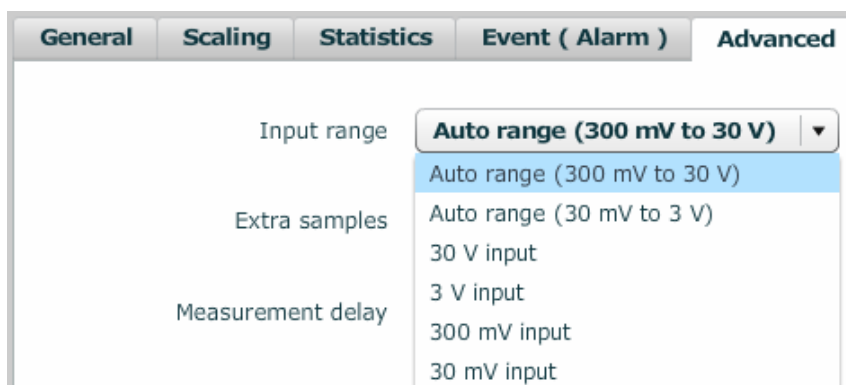 General Scaling Statistics Event ( Alarm ) Advanced
Input range Auto range (300 mV to 30 V)
Auto range (300 mV to 30 V)
Extra samples Auto range (30 mV to 3 V)
30 V input
3 V input
Measurement delay
300 mV input
30 mV input